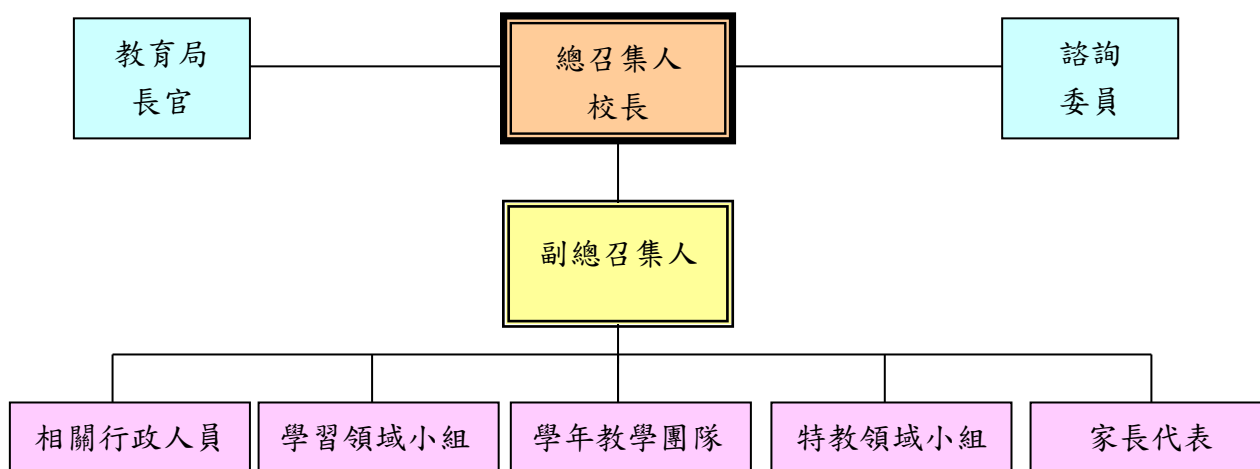 教育局
長官
總召集人
校長
諮詢
委員
副總召集人
相關行政人員
學習領域小組
學年教學團隊
特教領域小組
家長代表